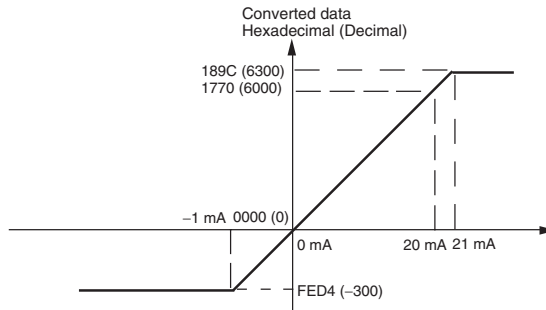 Converted data
Hexadecimal (Decimal)
189C (6300)
1770 (6000)
−1 mA 0000 (0)
0 mA
20 mA 21 mA
FED4 (−300)